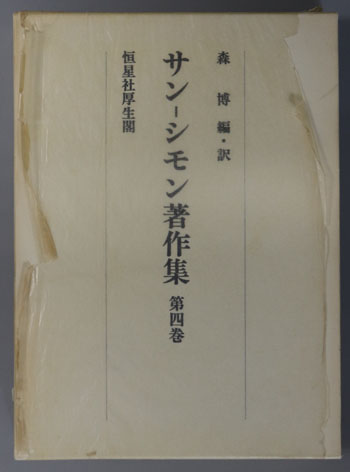 森博編・訳
サン=シモン著作集 第四巻
恒星社厚生閣